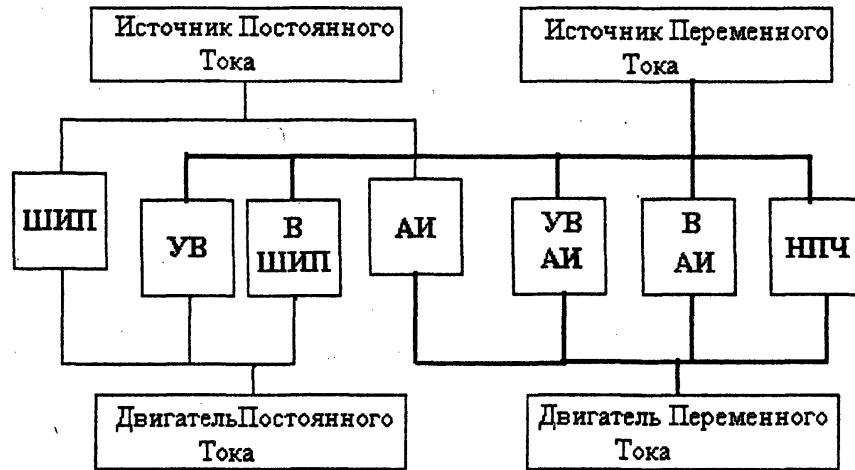 Источник Постоянного
Тока
Источник Переменного
Тока
ШИП
УВ
В
ШИП
АИ
УВ
АИ
В
АИ
НПЧ
ДвигательПостоянного
Тока
Двигатель Переменного
Тока